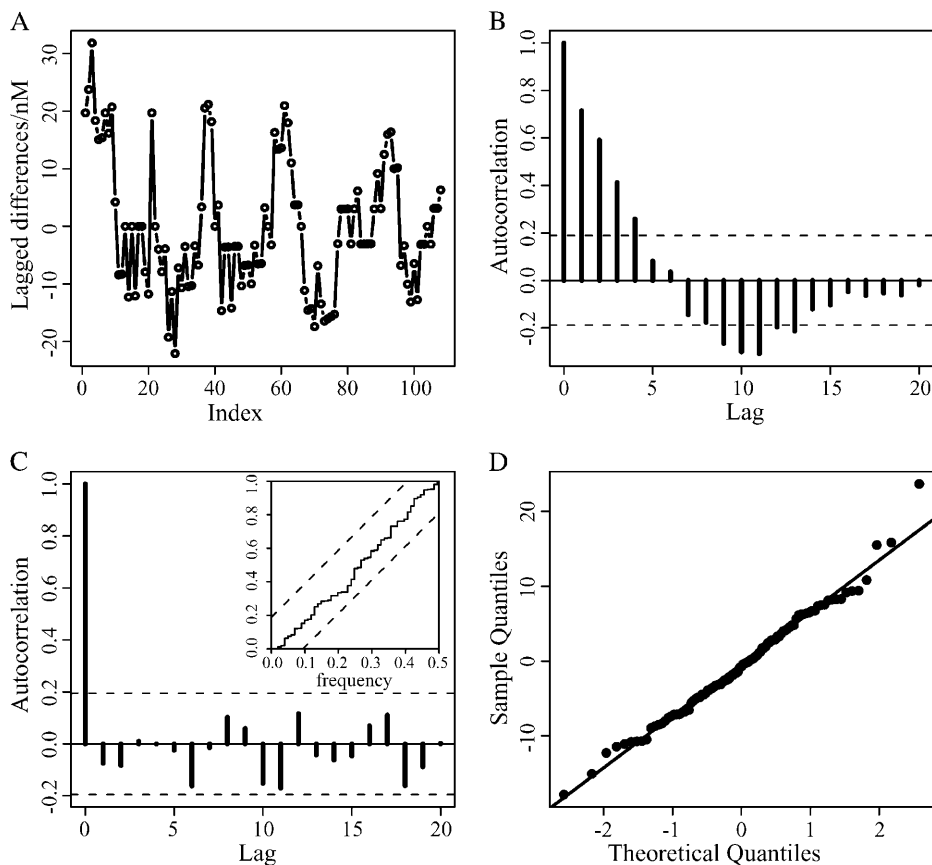 A
Lagged differences/nM
30
20
10
0
-10
-20
0 20 40 60 80 100
Index
B
Autocorrelation
1.0
0.8
0.6
0.4
0.2
0.0
-0.2
0 5 10 15 20
Lag
C
Autocorrelation
1.0
0.8
0.6
0.4
0.2
0.0
-0.2
0 5 10 15 20
Lag
1.0
0.8
0.6
0.4
0.2
0.0
0.0 0.1 0.2 0.3 0.4 0.5
frequency
D
Sample Quantiles
20
10
0
-10
-2 -1 0 1 2
Theoretical Quantiles